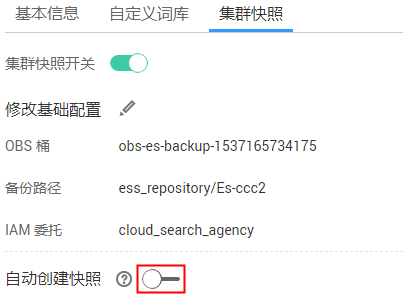 基本信息 自定义词库 集群快照
集群快照开关
修改基础配置
OBS 桶 obs-es-backup-1537165734175
备份路径 ess_repository/Es-ccc2
IAM 委托 cloud_search_agency
自动创建快照 ?